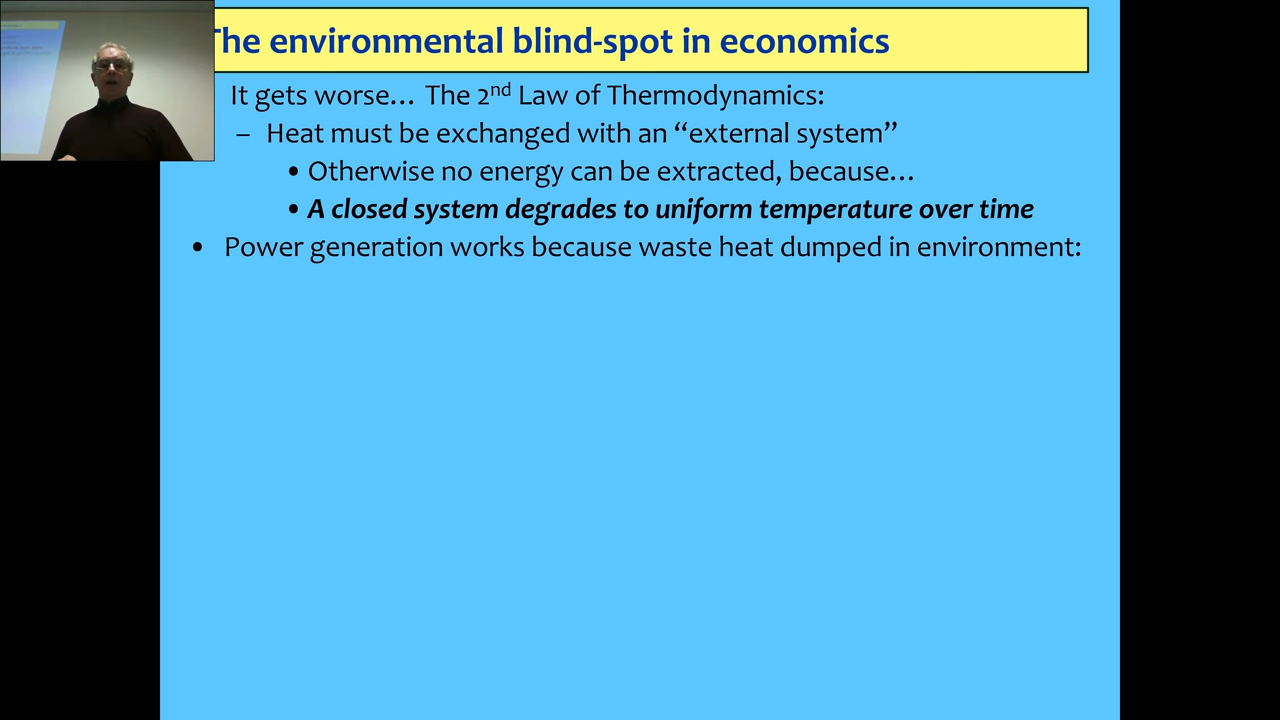 The environmental blind-spot in economics
It gets worse… The 2nd Law of Thermodynamics:
– Heat must be exchanged with an “external system”
• Otherwise no energy can be extracted, because…
• A closed system degrades to uniform temperature over time
• Power generation works because waste heat dumped in environment: